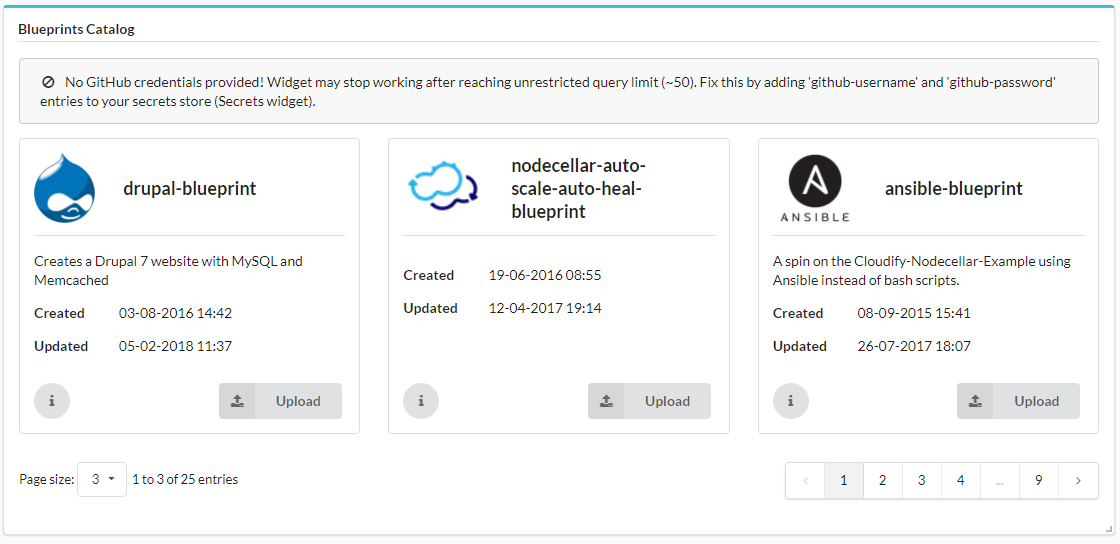 Blueprints Catalog
No GitHub credentials provided! Widget may stop working after reaching unrestricted query limit (~50). Fix this by adding 'github-username' and 'github-password'
entries to your secrets store (Secrets widget).
drupal-blueprint
Creates a Drupal 7 website with MySQL and
Memcached
Created 03-08-2016 14:42
Updated 05-02-2018 11:37
i Upload
nodecellar-auto-
scale-auto-heal-
blueprint
Created 19-06-2016 08:55
Updated 12-04-2017 19:14
i Upload
ANSIBLE
ansible-blueprint
A spin on the Cloudify-Nodecellar-Example using
Ansible instead of bash scripts.
Created 08-09-2015 15:41
Updated 26-07-2017 18:07
i Upload
Page size: 3 1 to 3 of 25 entries
‹ 1 2 3 4 ... 9 ›